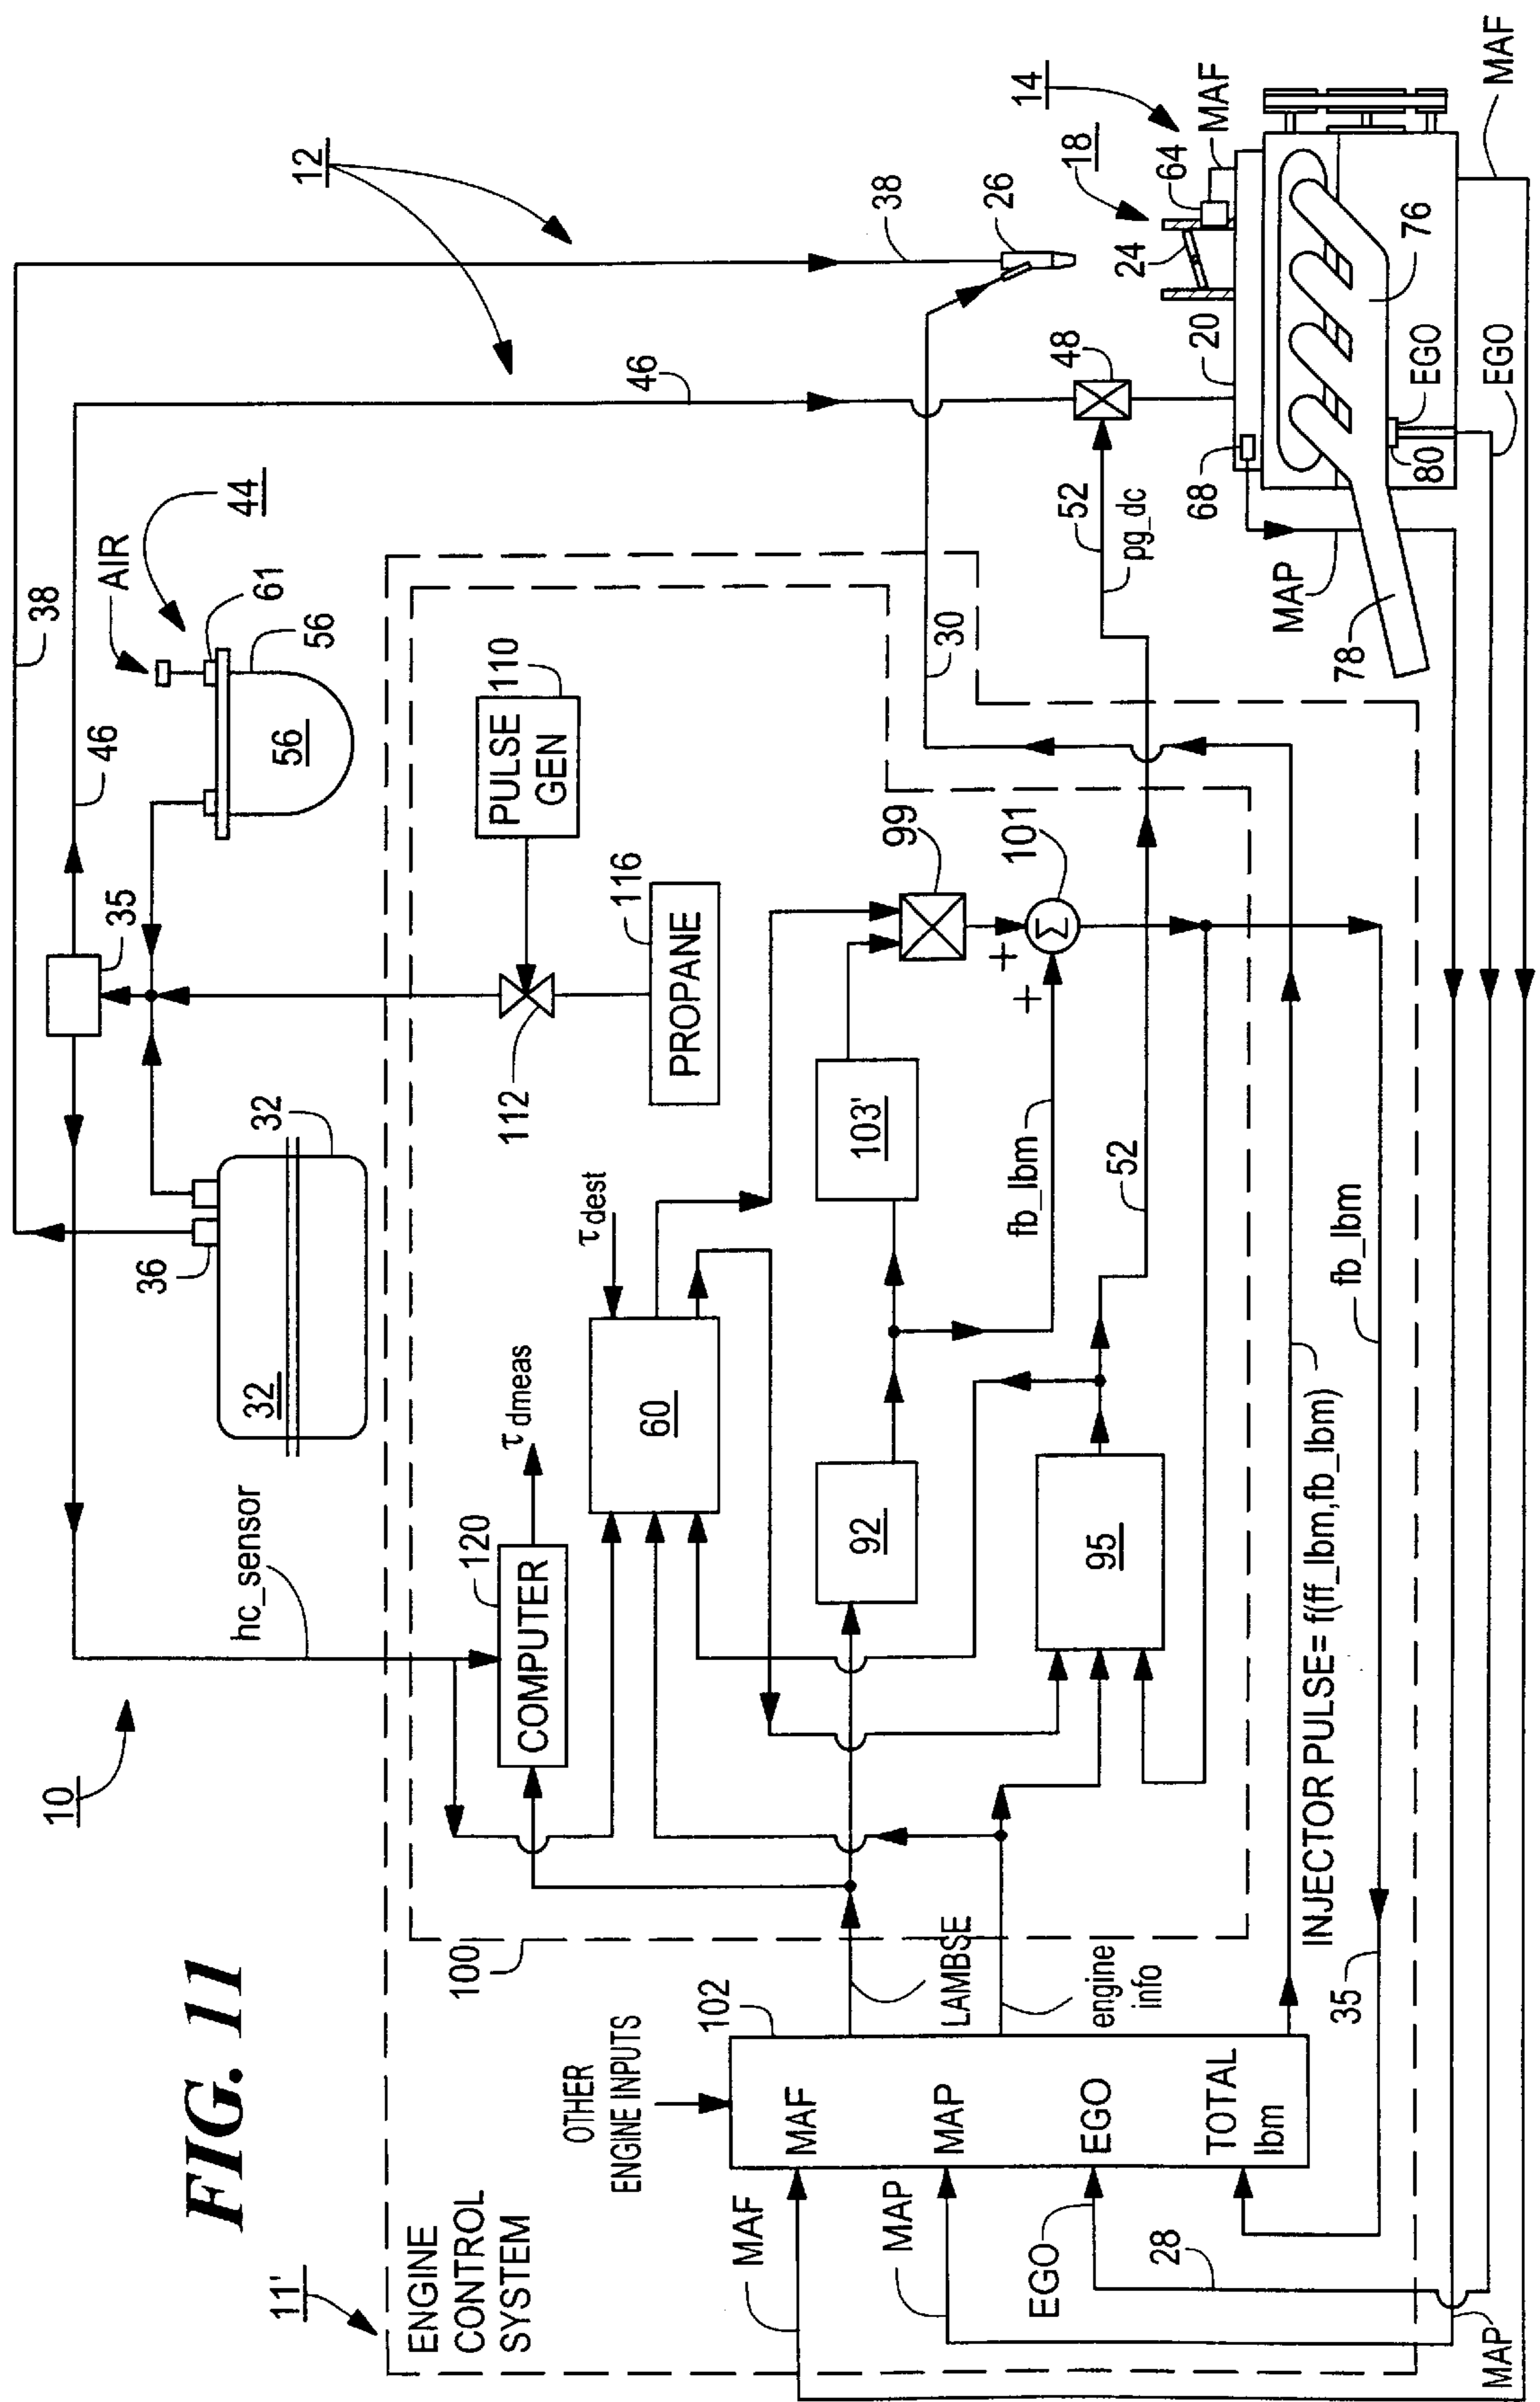 FIG. 11
10
11'
ENGINE
CONTROL
SYSTEM
12
38
38
46
46
35
AIR
44
61
56
56
36
32
32
hc_sensor
120
COMPUTER
τdmeas
τdest
60
PULSE
GEN
110
112
116
PROPANE
99
101
Σ
+
+
103'
92
95
fb_lbm
52
52
pg_dc
30
48
26
14
18
64
MAF
24
20
68
MAP
76
78
80
EGO
EGO
MAF
100
102
OTHER
ENGINE INPUTS
MAF
MAP
EGO
TOTAL
lbm
LAMBSE
engine
info
INJECTOR PULSE= f(ff_lbm,fb_lbm)
fb_lbm
35
MAF
MAP
EGO
28
MAP